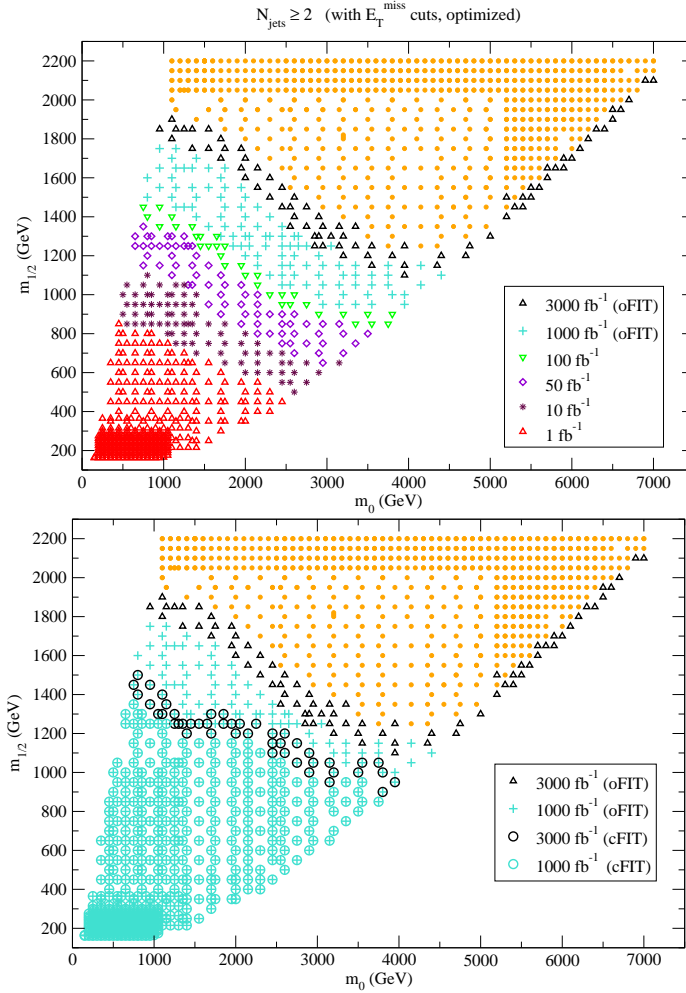 N_jets ≥ 2 (with E_T^miss cuts, optimized)
2200
2000
1800
1600
1400
1200
1000
800
600
400
200
m_1/2 (GeV)
3000 fb^-1 (oFIT)
1000 fb^-1 (oFIT)
100 fb^-1
50 fb^-1
10 fb^-1
1 fb^-1
0 1000 2000 3000 4000 5000 6000 7000
m_0 (GeV)
2200
2000
1800
1600
1400
1200
1000
800
600
400
200
m_1/2 (GeV)
3000 fb^-1 (oFIT)
1000 fb^-1 (oFIT)
3000 fb^-1 (cFIT)
1000 fb^-1 (cFIT)
0 1000 2000 3000 4000 5000 6000 7000
m_0 (GeV)